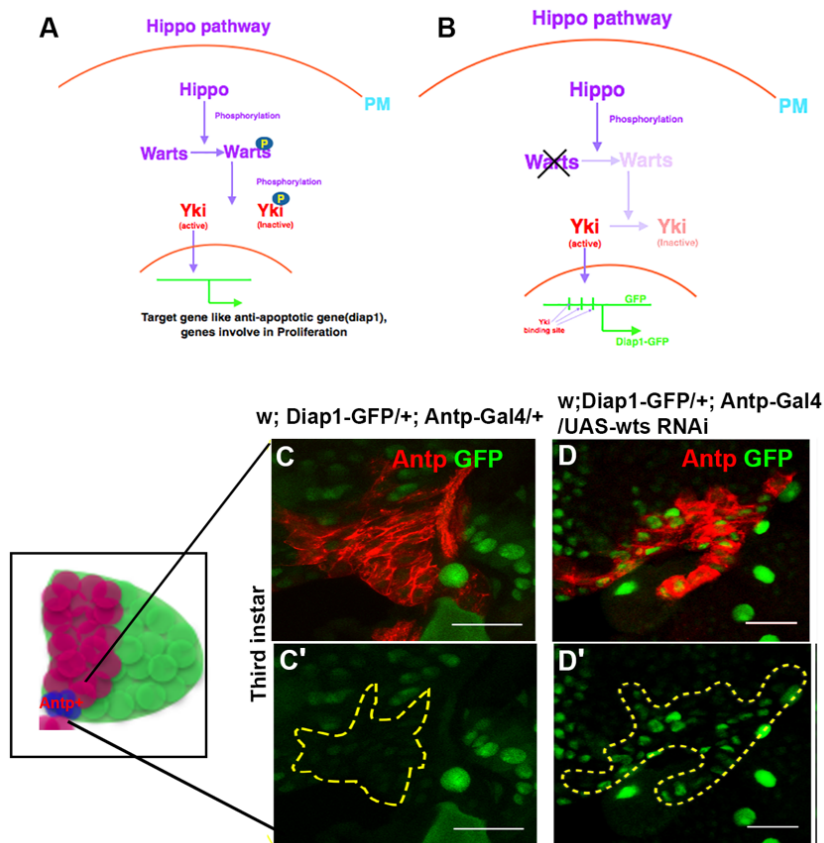 A
Hippo pathway
Hippo
PM
Phosphorylation
Warts
Warts
P
Phosphorylation
P
Yki
(active)
Yki
(Inactive)
Target gene like anti-apoptotic gene(diap1),
genes involve in Proliferation
B
Hippo pathway
Hippo
PM
Phosphorylation
Warts
Warts
Yki
(active)
Yki
(Inactive)
GFP
Yki
binding site
Diap1-GFP
w; Diap1-GFP/+; Antp-Gal4/+
w;Diap1-GFP/+; Antp-Gal4
/UAS-wts RNAi
C
Antp GFP
D
Antp GFP
Third instar
Antp+
C'
D'